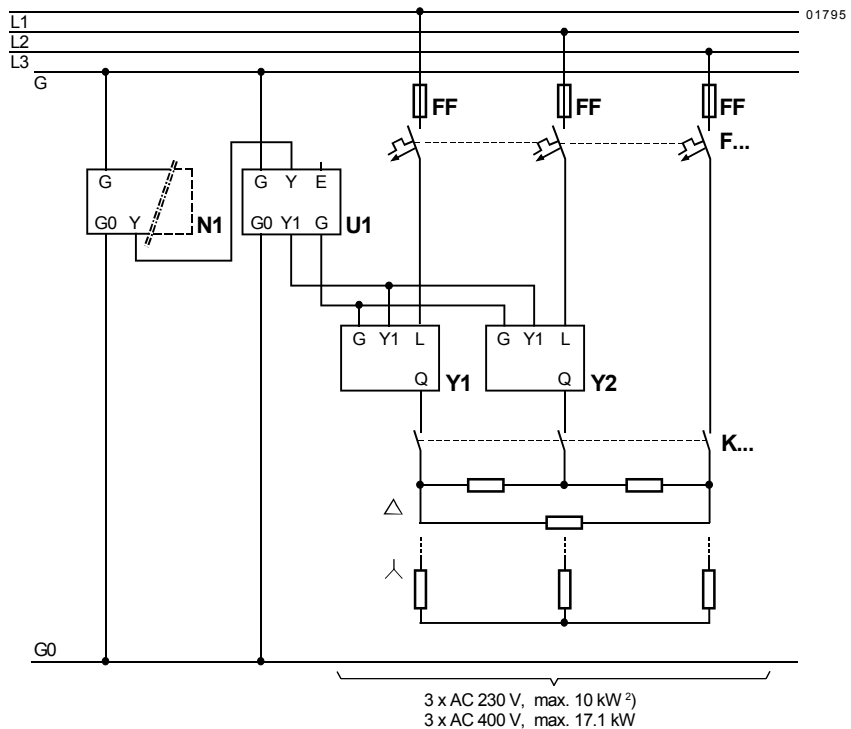 L1
01795
L2
L3
G
FF FF FF
F...
G G Y E
G0 Y N1 G0 Y1 G U1
G Y1 L G Y1 L
Q Y1 Q Y2
K...
G0
3 x AC 230 V, max. 10 kW ²)
3 x AC 400 V, max. 17.1 kW